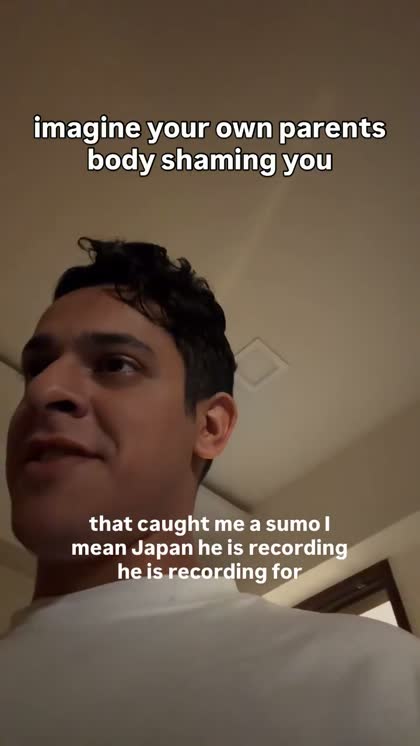 imagine your own parents
body shaming you
that caught me a sumo I
mean Japan he is recording
he is recording for